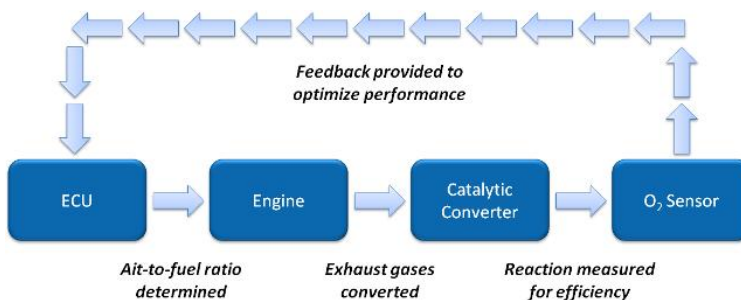 Feedback provided to
optimize performance
ECU
Engine
Catalytic
Converter
O₂ Sensor
Ait-to-fuel ratio
determined
Exhaust gases
converted
Reaction measured
for efficiency